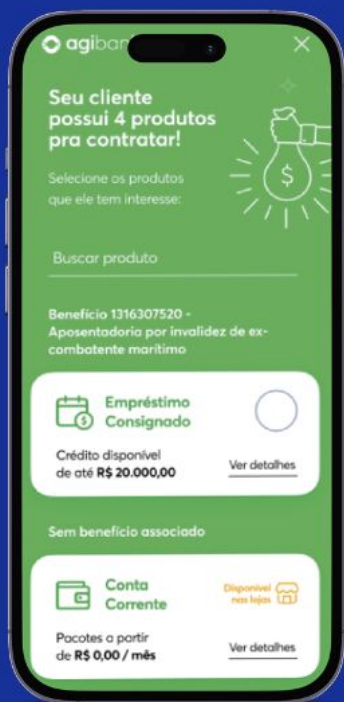 agiban
Seu cliente
possui 4 produtos
pra contratar!
Selecione os produtos
que ele tem interesse:
$
Buscar produto
Benefício 1316307520 -
Aposentadoria por invalidez de ex-
combatente marítimo
Empréstimo
Consignado
$
Crédito disponível
de até R$ 20.000,00
Ver detalhes
Sem benefício associado
Conta
Corrente
Disponível
nas lojas
Pacotes a partir
de R$ 0,00 / mês
Ver detalhes